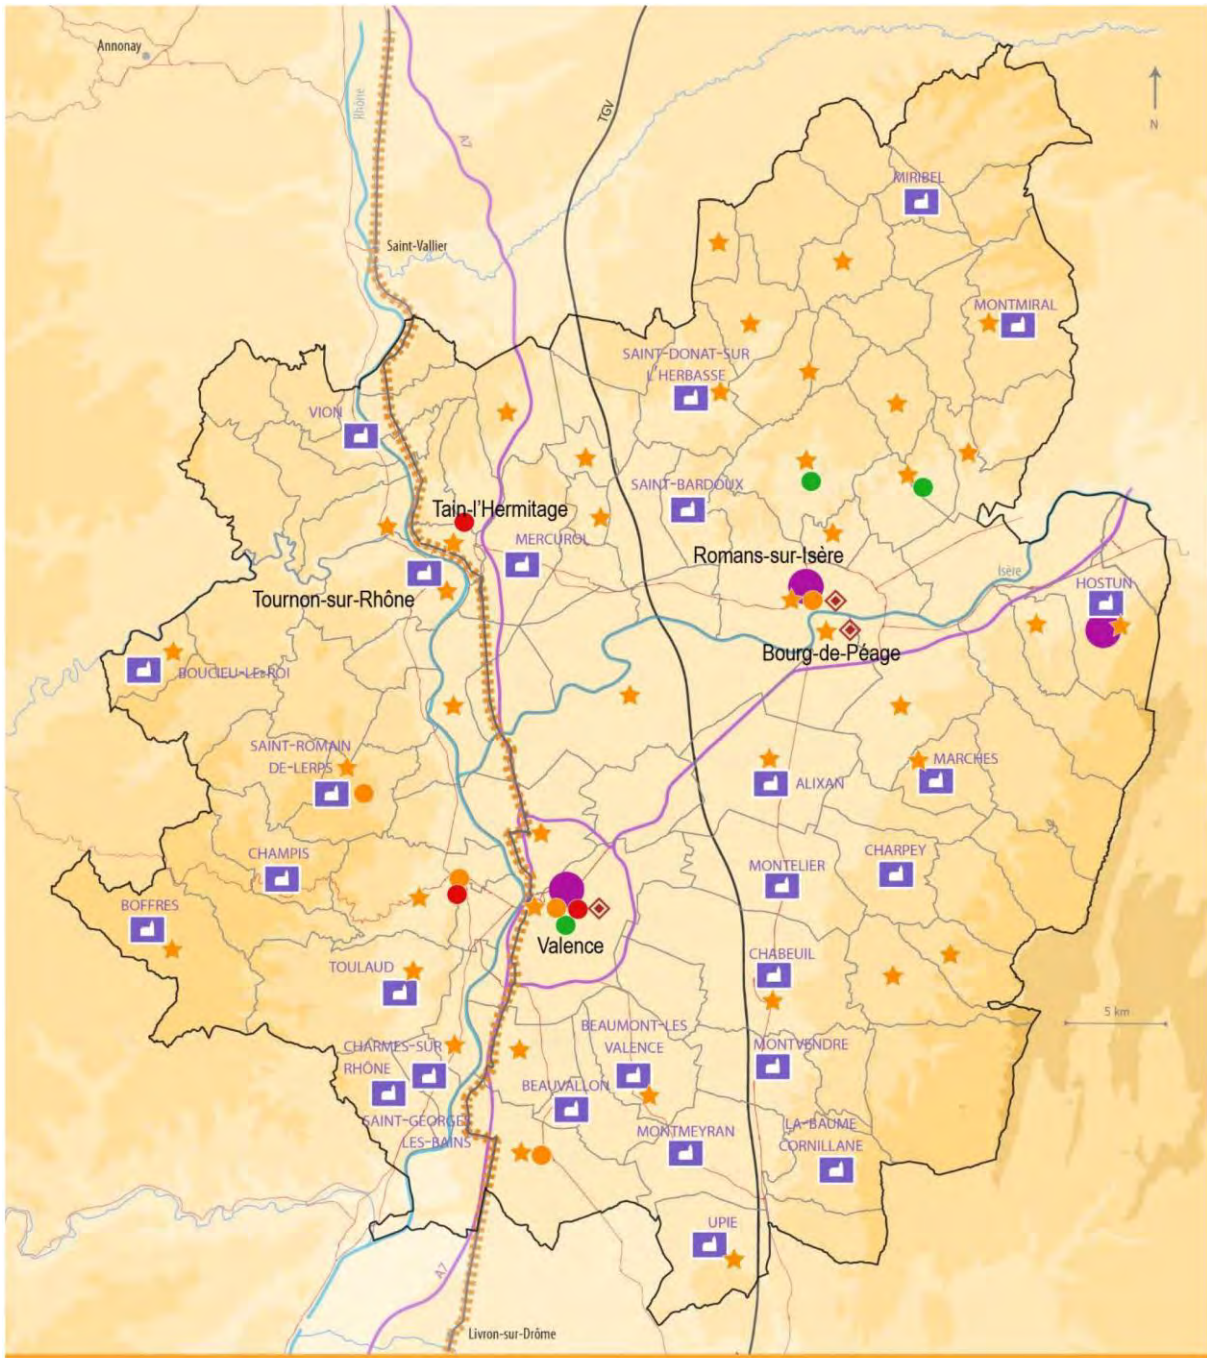 Annonay
Rhône
A7
TGV
N
MIRIBEL
Saint-Vallier
MONTMIRAL
SAINT-DONAT-SUR
L'HERBASSE
VION
SAINT-BARDOUX
Tain-l'Hermitage
MERCUROL
Romans-sur-Isère
Isère
HOSTUN
Tournon-sur-Rhône
Bourg-de-Péage
BOUCIEU-LE-ROI
SAINT-ROMAIN
DE-LERPS
MARCHES
ALIXAN
CHAMPIS
MONTELIER
CHARPEY
BOFFRES
Valence
TOULAUD
CHABEUIL
5 km
BEAUMONT-LES
VALENCE
CHARMES-SUR
RHÔNE
MONTVENDRE
BEAUVALLON
SAINT-GEORGES
LES-BAINS
MONTMEYRAN
LA-BAUME
CORNILLANE
UPIE
A7
Livron-sur-Drôme